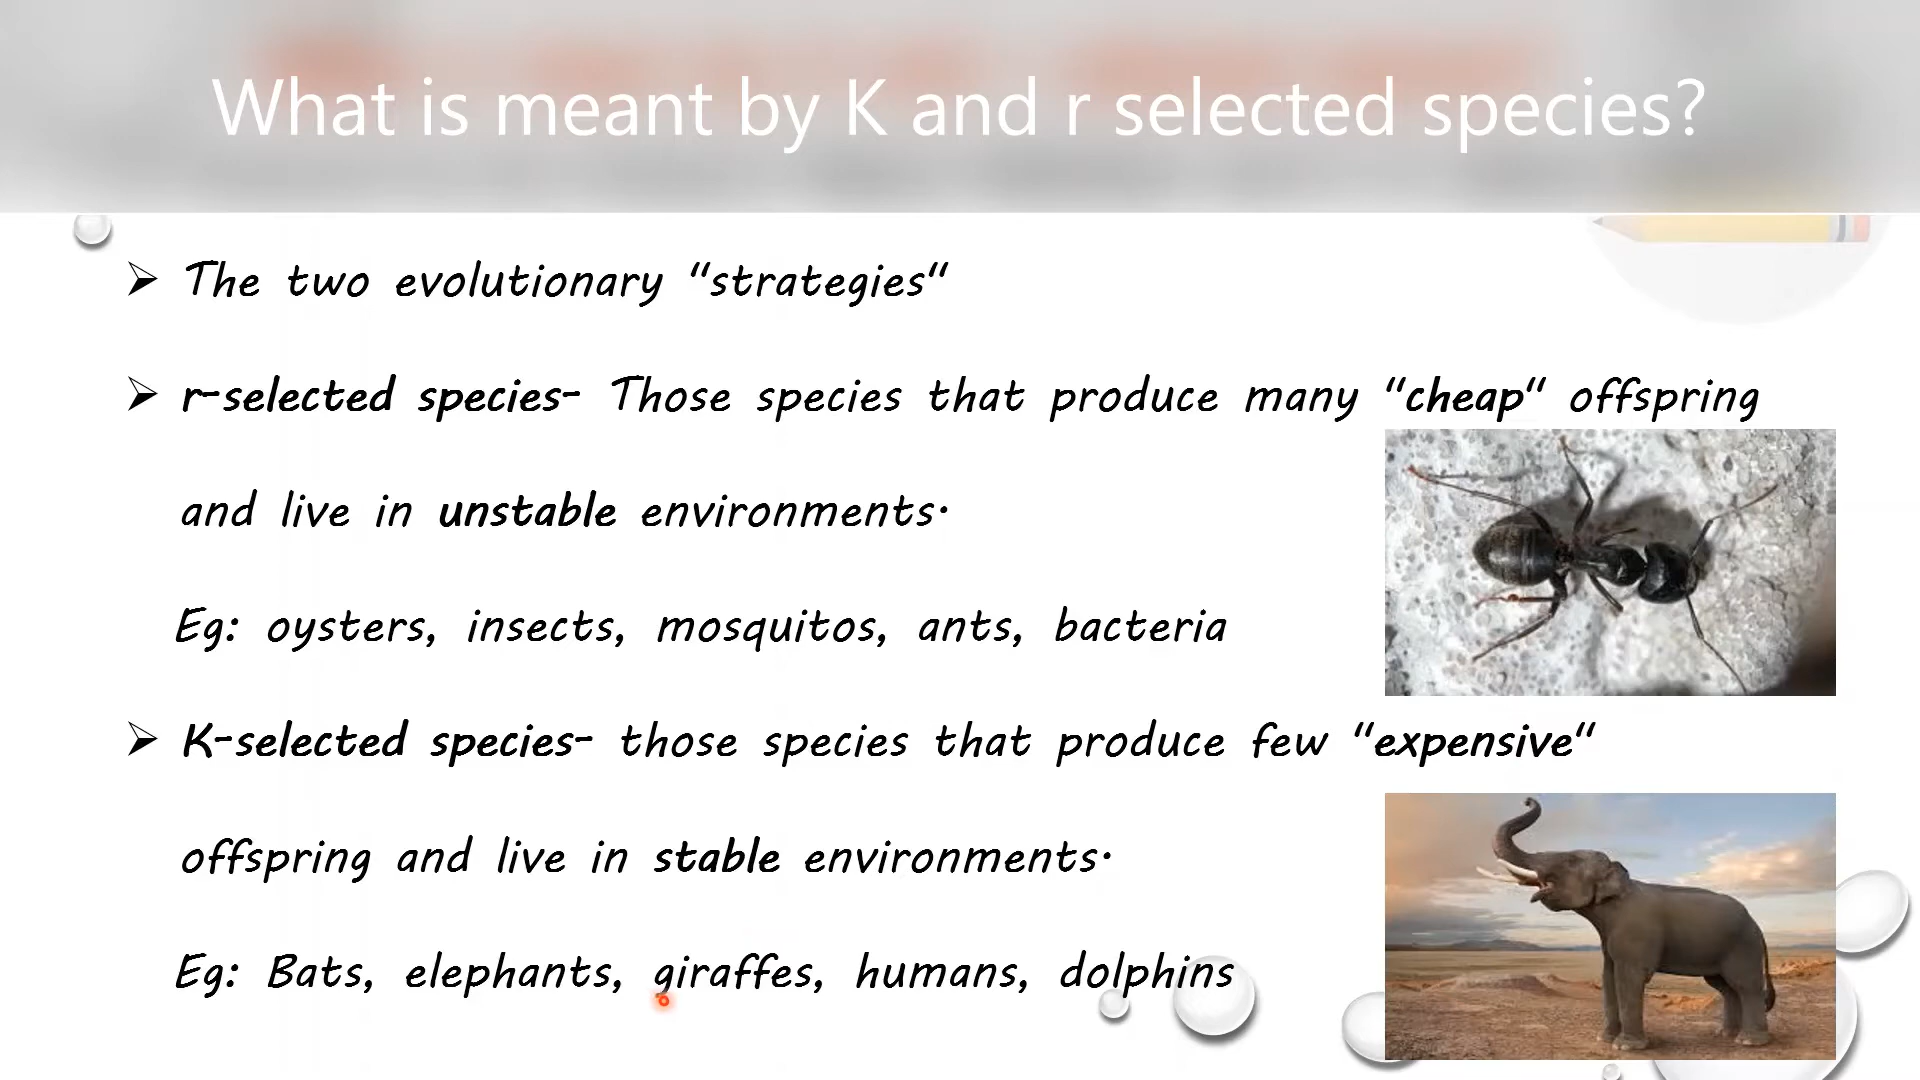 What is meant by K and r selected species?
➢ The two evolutionary "strategies"
➢ r-selected species- Those species that produce many "cheap" offspring
and live in unstable environments.
Eg: oysters, insects, mosquitos, ants, bacteria
➢ K-selected species- those species that produce few "expensive"
offspring and live in stable environments.
Eg: Bats, elephants, giraffes, humans, dolphins